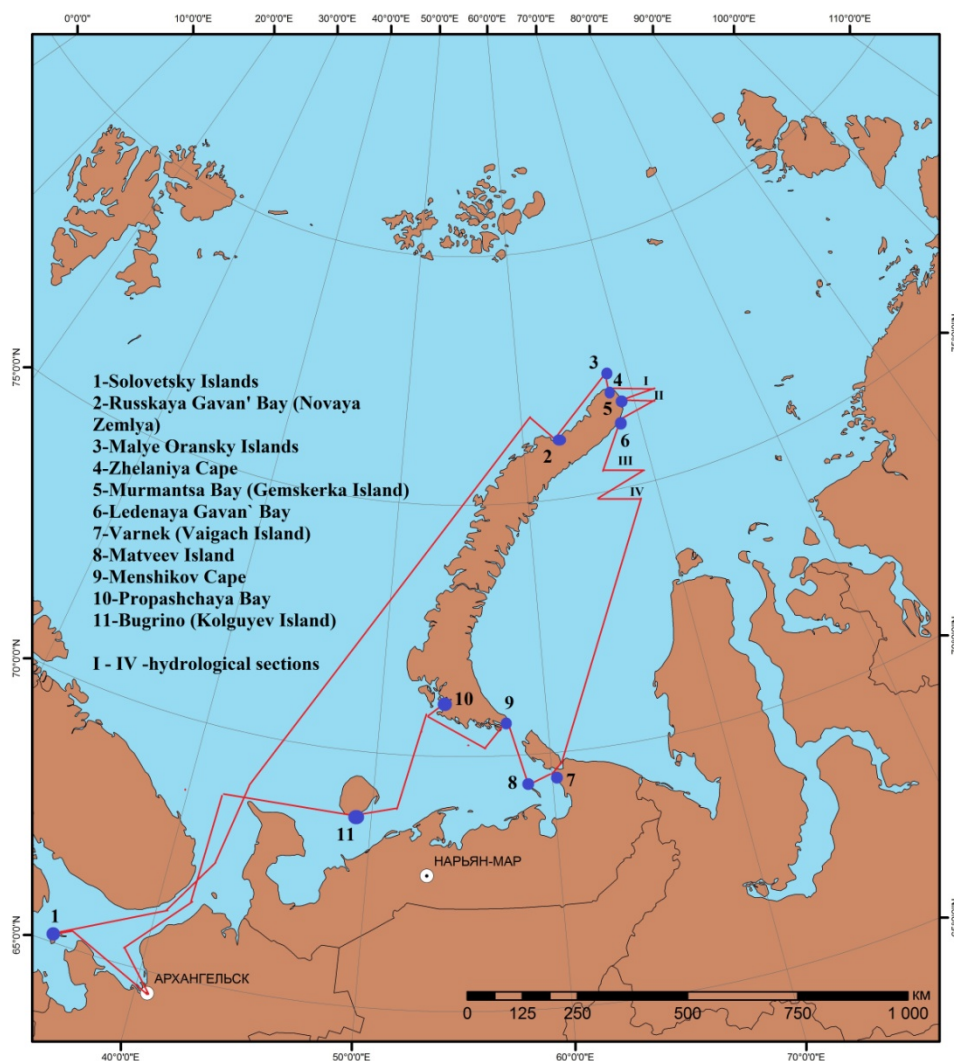 0°0'0" 10°0'0"E 20°0'0"E 30°0'0"E 40°0'0"E 50°0'0"E 60°0'0"E 70°0'0"E 80°0'0"E 90°0'0"E 100°0'0"E 110°0'0"E
75°0'0"N
70°0'0"N
65°0'0"N
1-Solovetsky Islands
2-Russkaya Gavan' Bay (Novaya
Zemlya)
3-Malye Oransky Islands
4-Zhelaniya Cape
5-Murmantsa Bay (Gemskerka Island)
6-Ledenaya Gavan` Bay
7-Varnek (Vaigach Island)
8-Matveev Island
9-Menshikov Cape
10-Propashchaya Bay
11-Bugrino (Kolguyev Island)
I - IV -hydrological sections
3
4
I
5
II
2
6
III
IV
10
9
8
7
11
НАРЬЯН-МАР
1
АРХАНГЕЛЬСК
КМ
0 125 250 500 750 1 000
40°0'0"E 50°0'0"E 60°0'0"E 70°0'0"E